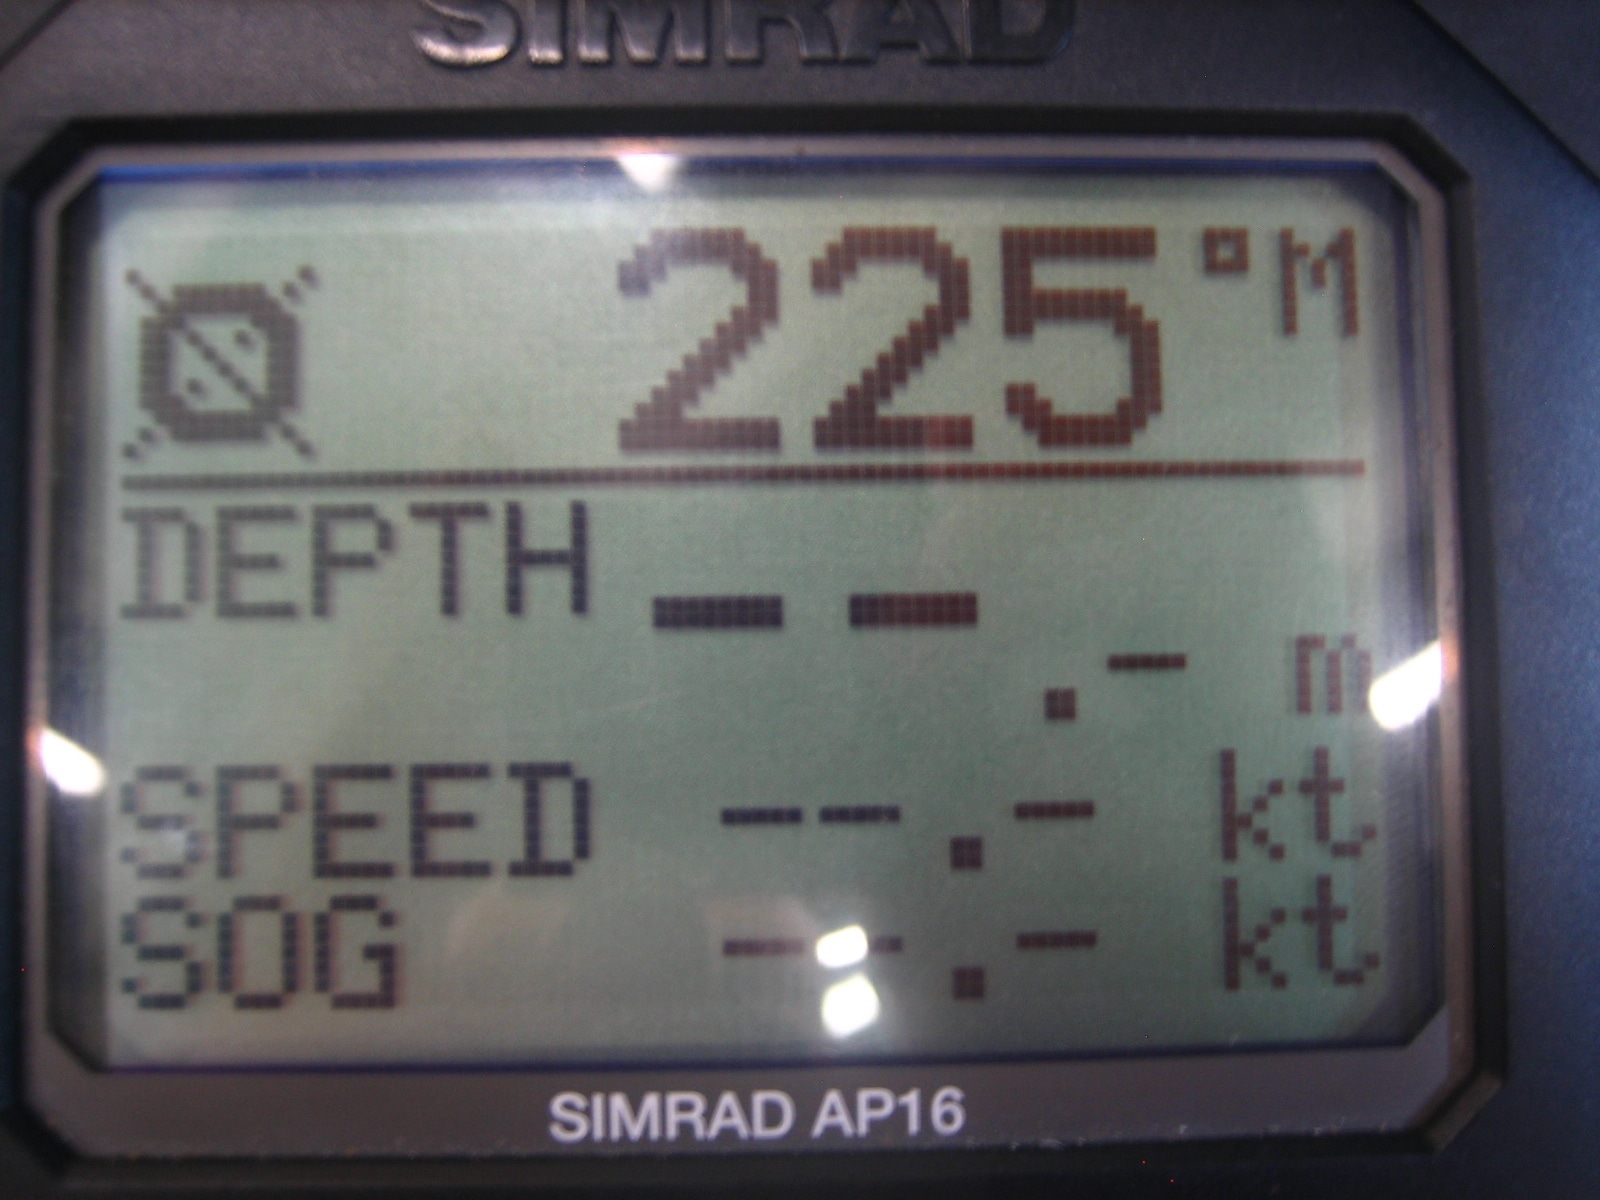 SIMRAD
225°M
DEPTH --.- m
SPEED --.- kt
SOG --.- kt
SIMRAD AP16